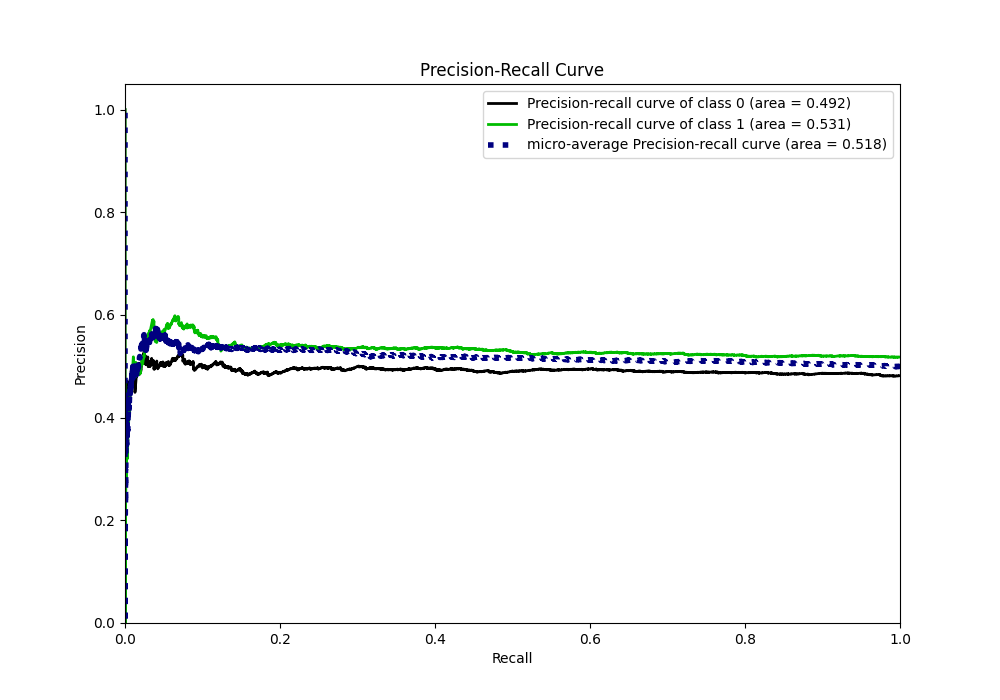 Precision-Recall Curve
Precision-recall curve of class 0 (area = 0.492)
Precision-recall curve of class 1 (area = 0.531)
micro-average Precision-recall curve (area = 0.518)
Precision
1.0
0.8
0.6
0.4
0.2
0.0
0.0 0.2 0.4 0.6 0.8 1.0
Recall